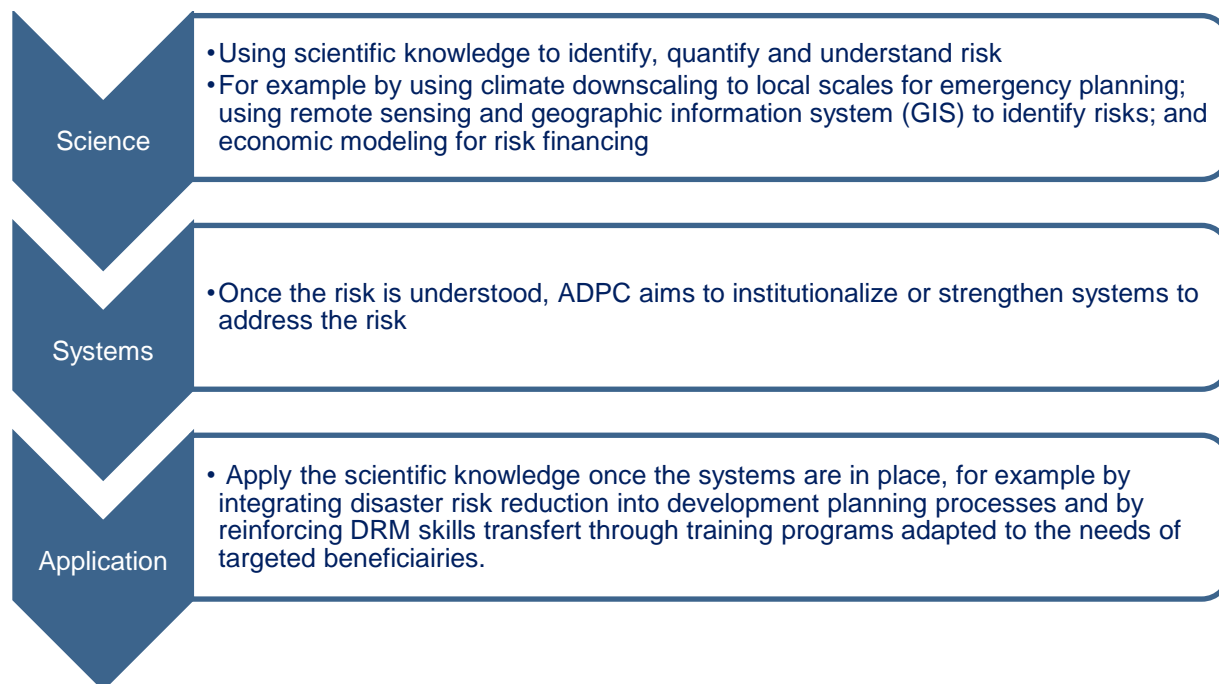 Science
•Using scientific knowledge to identify, quantify and understand risk
•For example by using climate downscaling to local scales for emergency planning;
using remote sensing and geographic information system (GIS) to identify risks; and
economic modeling for risk financing
Systems
•Once the risk is understood, ADPC aims to institutionalize or strengthen systems to
address the risk
Application
• Apply the scientific knowledge once the systems are in place, for example by
integrating disaster risk reduction into development planning processes and by
reinforcing DRM skills transfert through training programs adapted to the needs of
targeted beneficiairies.